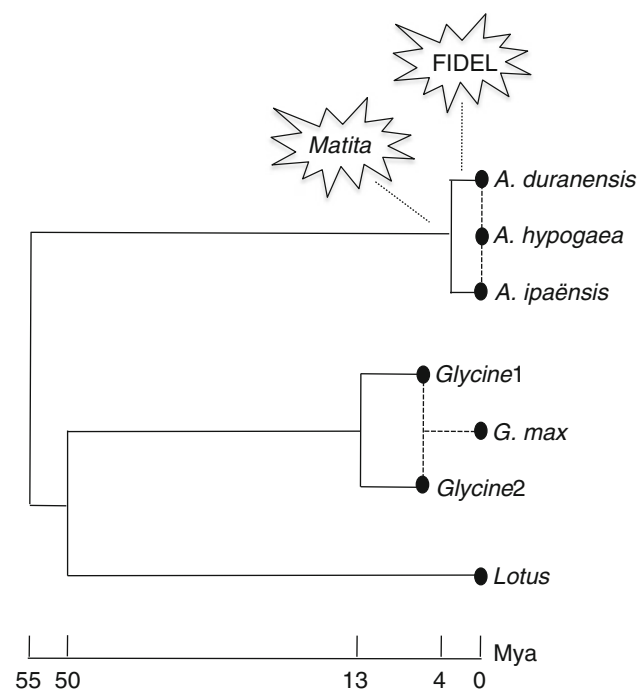 FIDEL
Matita
A. duranensis
A. hypogaea
A. ipaënsis
Glycine1
G. max
Glycine2
Lotus
Mya
55 50 13 4 0